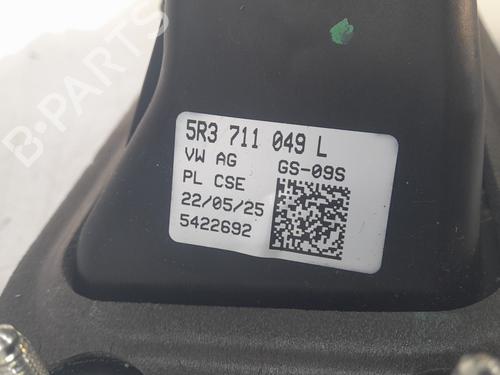 B-PARTS
5R3 711 049 L
VW AG GS-09S
PL CSE
22/05/25
5422692